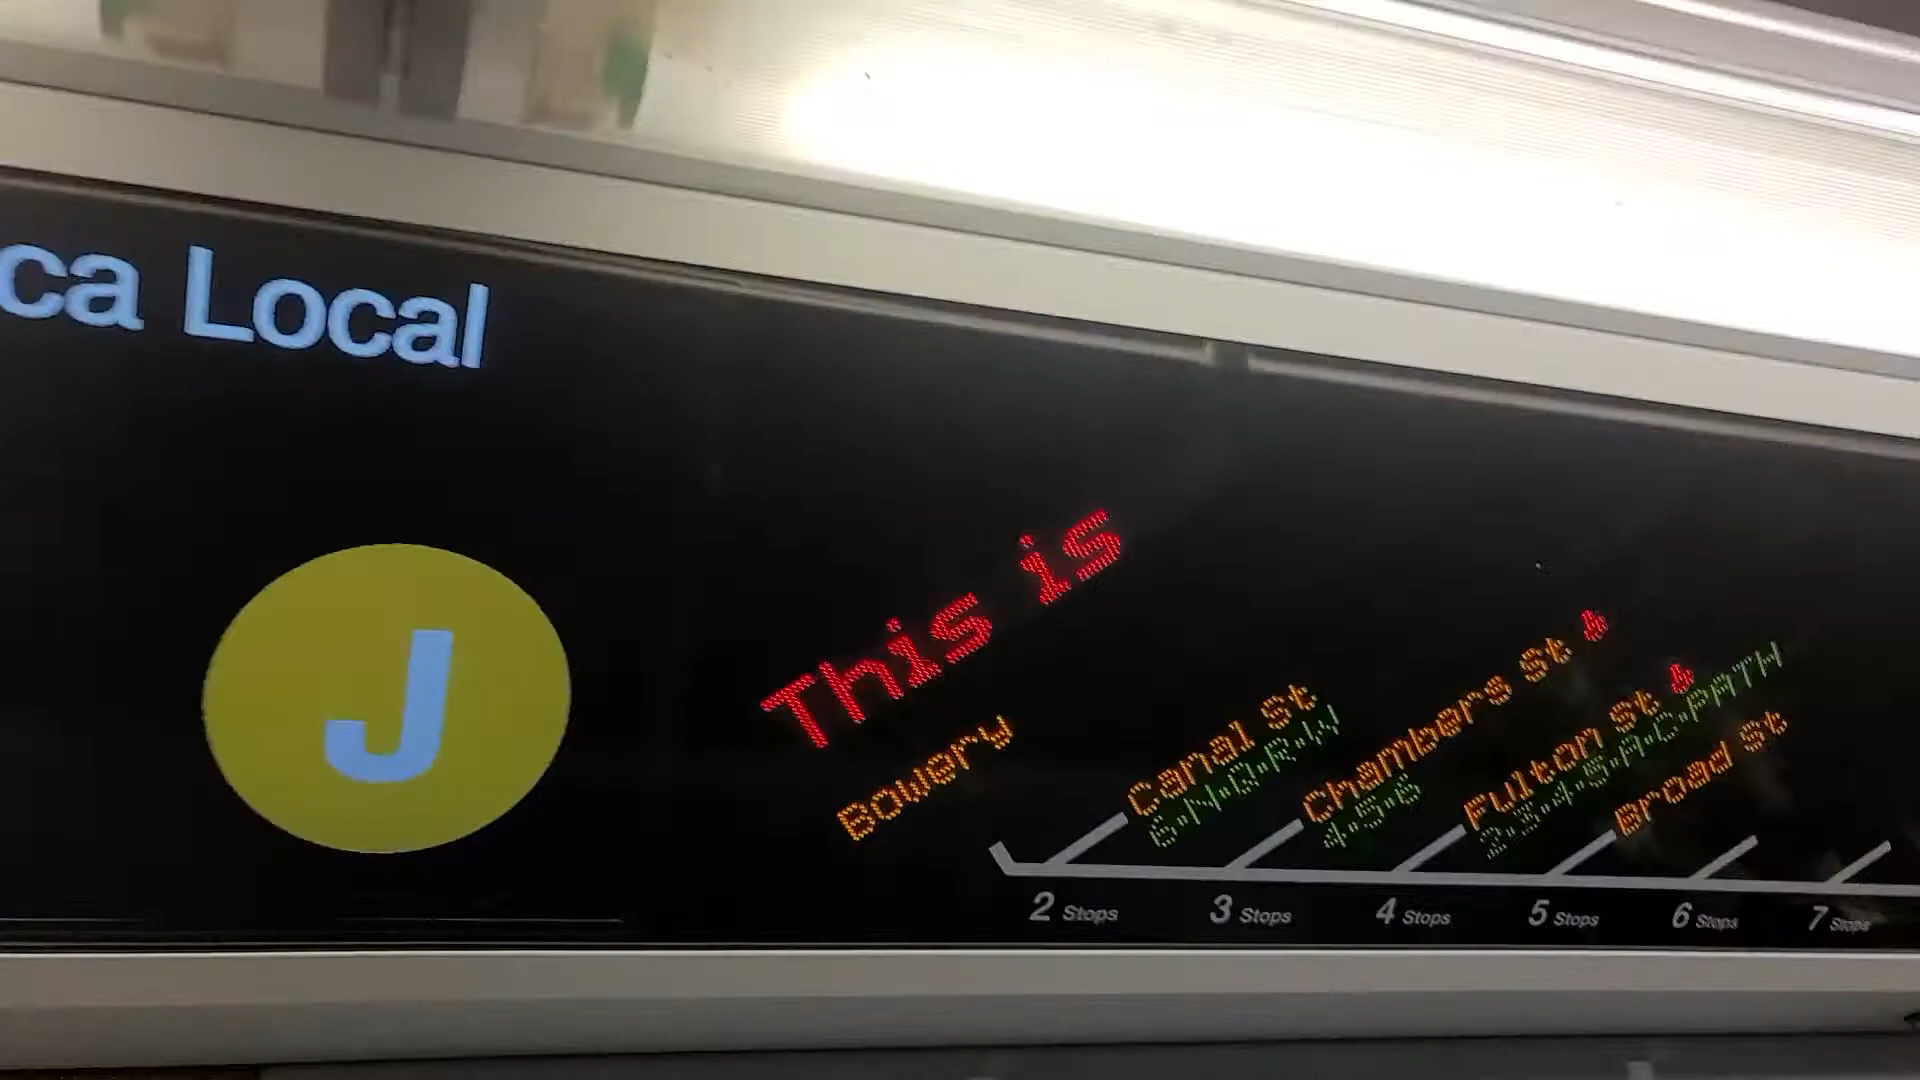 ca Local
J
This is
Bowery
Canal St
6·N·Q·R·W
Chambers St
4·5·6
Fulton St
2·3·4·5·A·C·PATH
Broad St
2 Stops
3 Stops
4 Stops
5 Stops
6 Stops
7 Stops